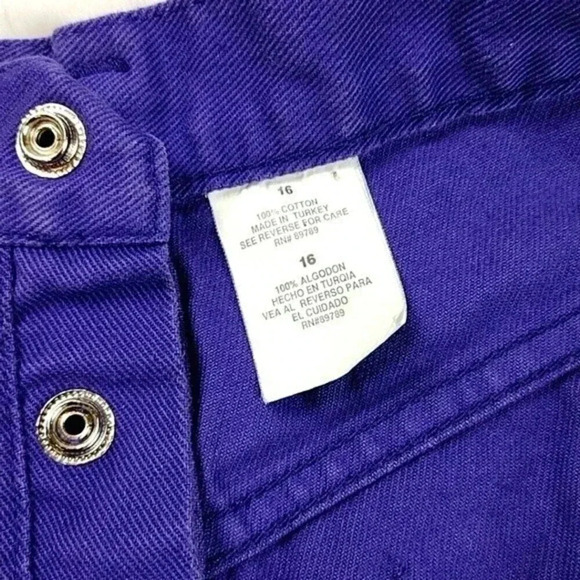 16
100% COTTON
MADE IN TURKEY
SEE REVERSE FOR CARE
RN# 89789
16
100% ALGODON
HECHO EN TURQIA
VEA AL REVERSO PARA
EL CUIDADO
RN#89789